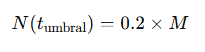 N(t_umbral) = 0.2 × M